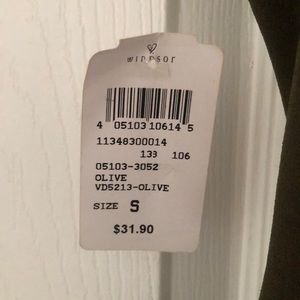 WINDSOR
4 05103 10614 5
11348300014
133 106
05103-3052
OLIVE
VD5213-OLIVE
SIZE S
$31.90